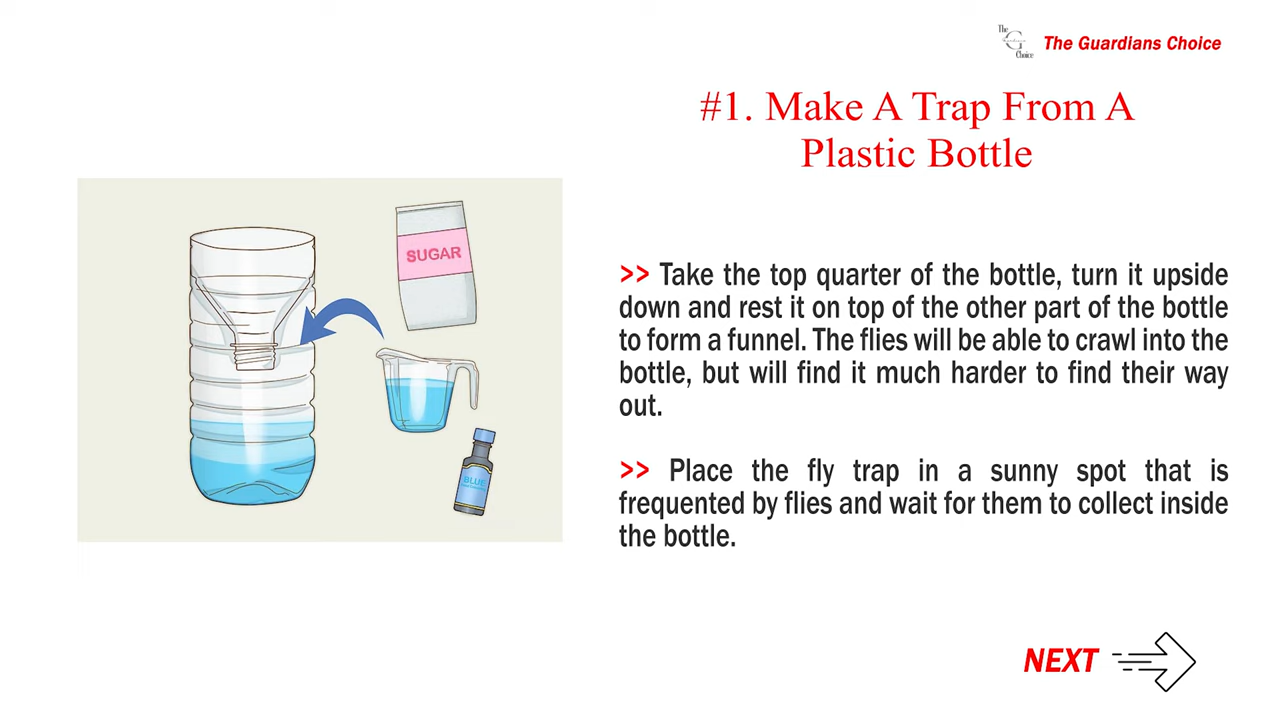 The
G
Choice
The Guardians Choice
#1. Make A Trap From A
Plastic Bottle
SUGAR
BLUE
>> Take the top quarter of the bottle, turn it upside
down and rest it on top of the other part of the bottle
to form a funnel. The flies will be able to crawl into the
bottle, but will find it much harder to find their way
out.
>> Place the fly trap in a sunny spot that is
frequented by flies and wait for them to collect inside
the bottle.
NEXT